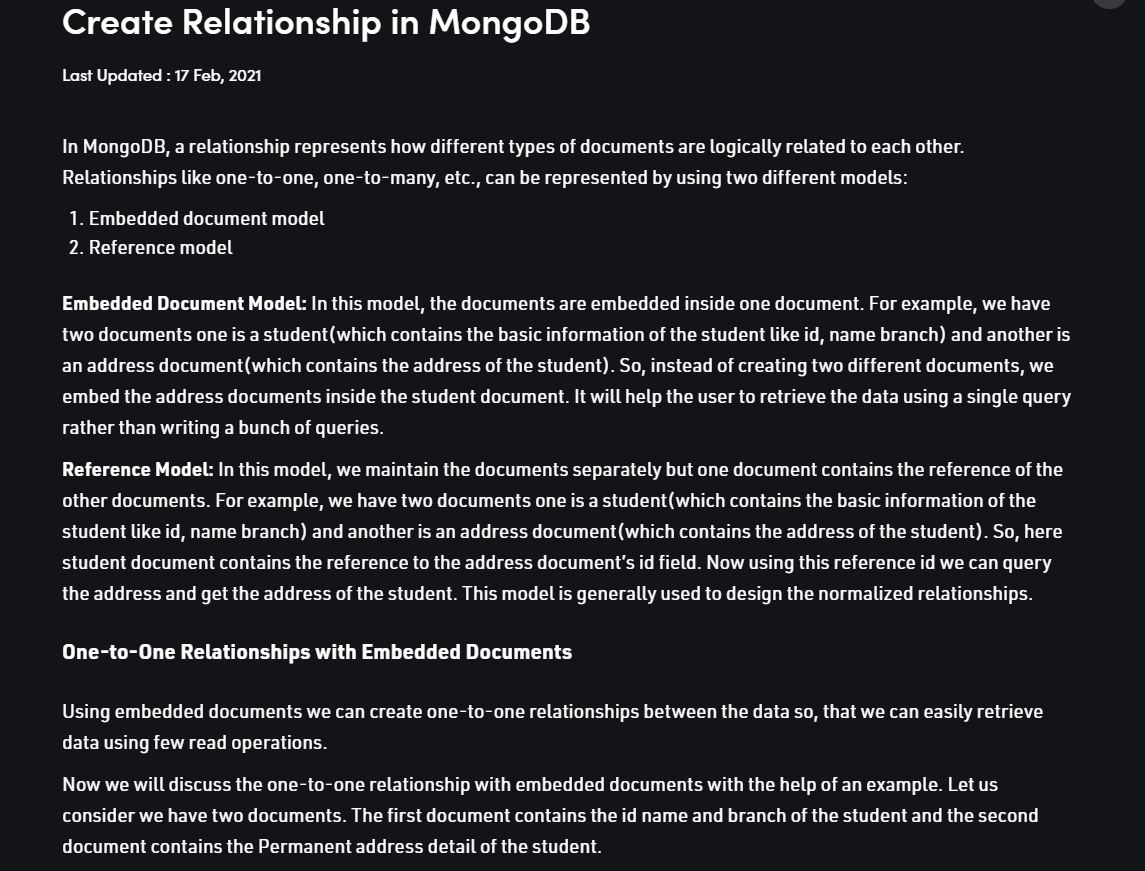 Create Relationship in MongoDB
Last Updated : 17 Feb, 2021
In MongoDB, a relationship represents how different types of documents are logically related to each other.
Relationships like one-to-one, one-to-many, etc., can be represented by using two different models:
1. Embedded document model
2. Reference model
Embedded Document Model: In this model, the documents are embedded inside one document. For example, we have
two documents one is a student(which contains the basic information of the student like id, name branch) and another is
an address document(which contains the address of the student). So, instead of creating two different documents, we
embed the address documents inside the student document. It will help the user to retrieve the data using a single query
rather than writing a bunch of queries.
Reference Model: In this model, we maintain the documents separately but one document contains the reference of the
other documents. For example, we have two documents one is a student(which contains the basic information of the
student like id, name branch) and another is an address document(which contains the address of the student). So, here
student document contains the reference to the address document’s id field. Now using this reference id we can query
the address and get the address of the student. This model is generally used to design the normalized relationships.
One-to-One Relationships with Embedded Documents
Using embedded documents we can create one-to-one relationships between the data so, that we can easily retrieve
data using few read operations.
Now we will discuss the one-to-one relationship with embedded documents with the help of an example. Let us
consider we have two documents. The first document contains the id name and branch of the student and the second
document contains the Permanent address detail of the student.